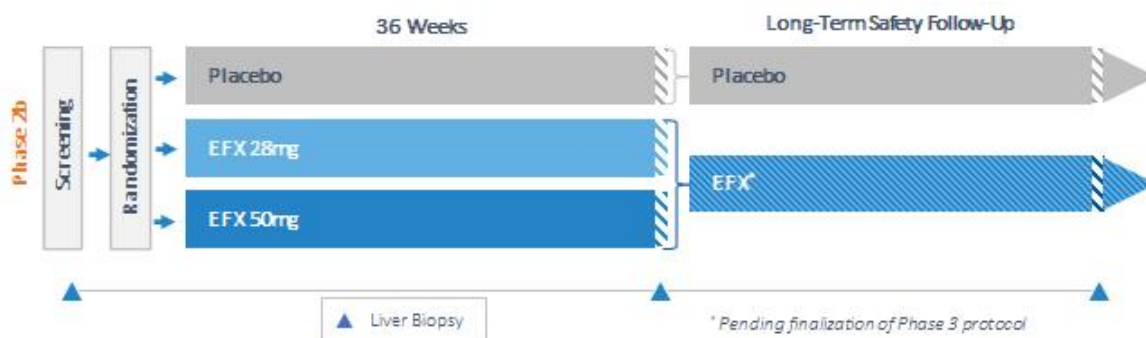 36 Weeks
Long-Term Safety Follow-Up
Phase 2b
Screening
Randomization
Placebo
Placebo
EFX 28mg
EFX*
EFX 50mg
Liver Biopsy
* Pending finalization of Phase 3 protocol